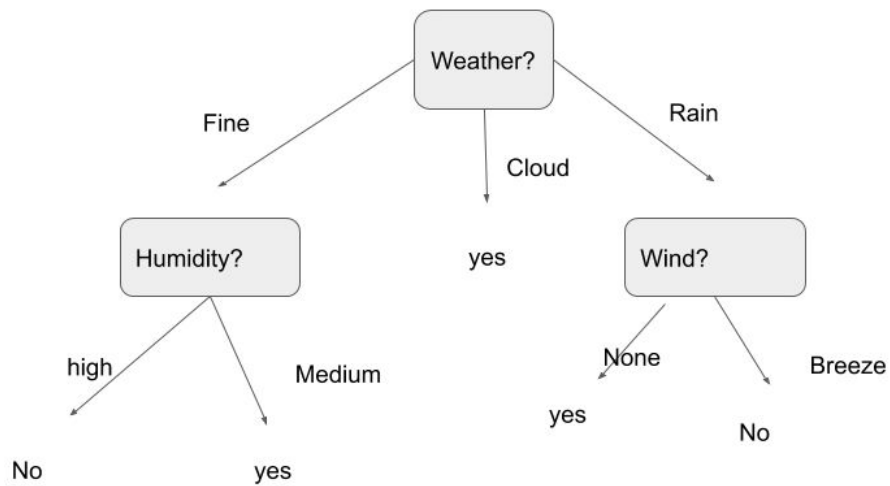 Weather?
Fine
Rain
Cloud
Humidity?
yes
Wind?
high
Medium
None
Breeze
yes
No
No
yes